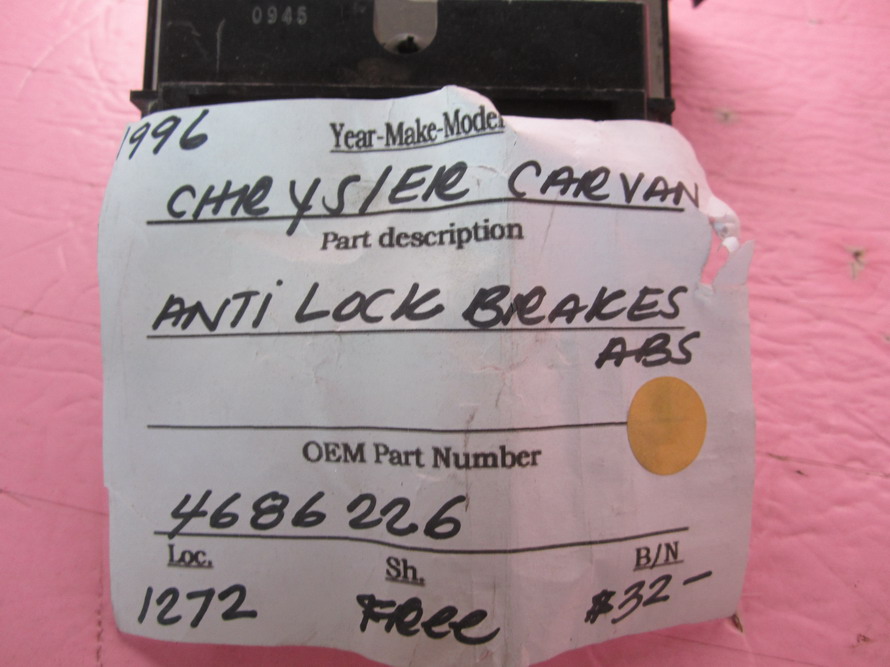 0945
1996 Year-Make-Model
CHRYSlER CARVAN
Part description
ANTi LOCK BRAKES
ABS
OEM Part Number
4686226
Loc. Sh. B/N
1272 FRee $32-